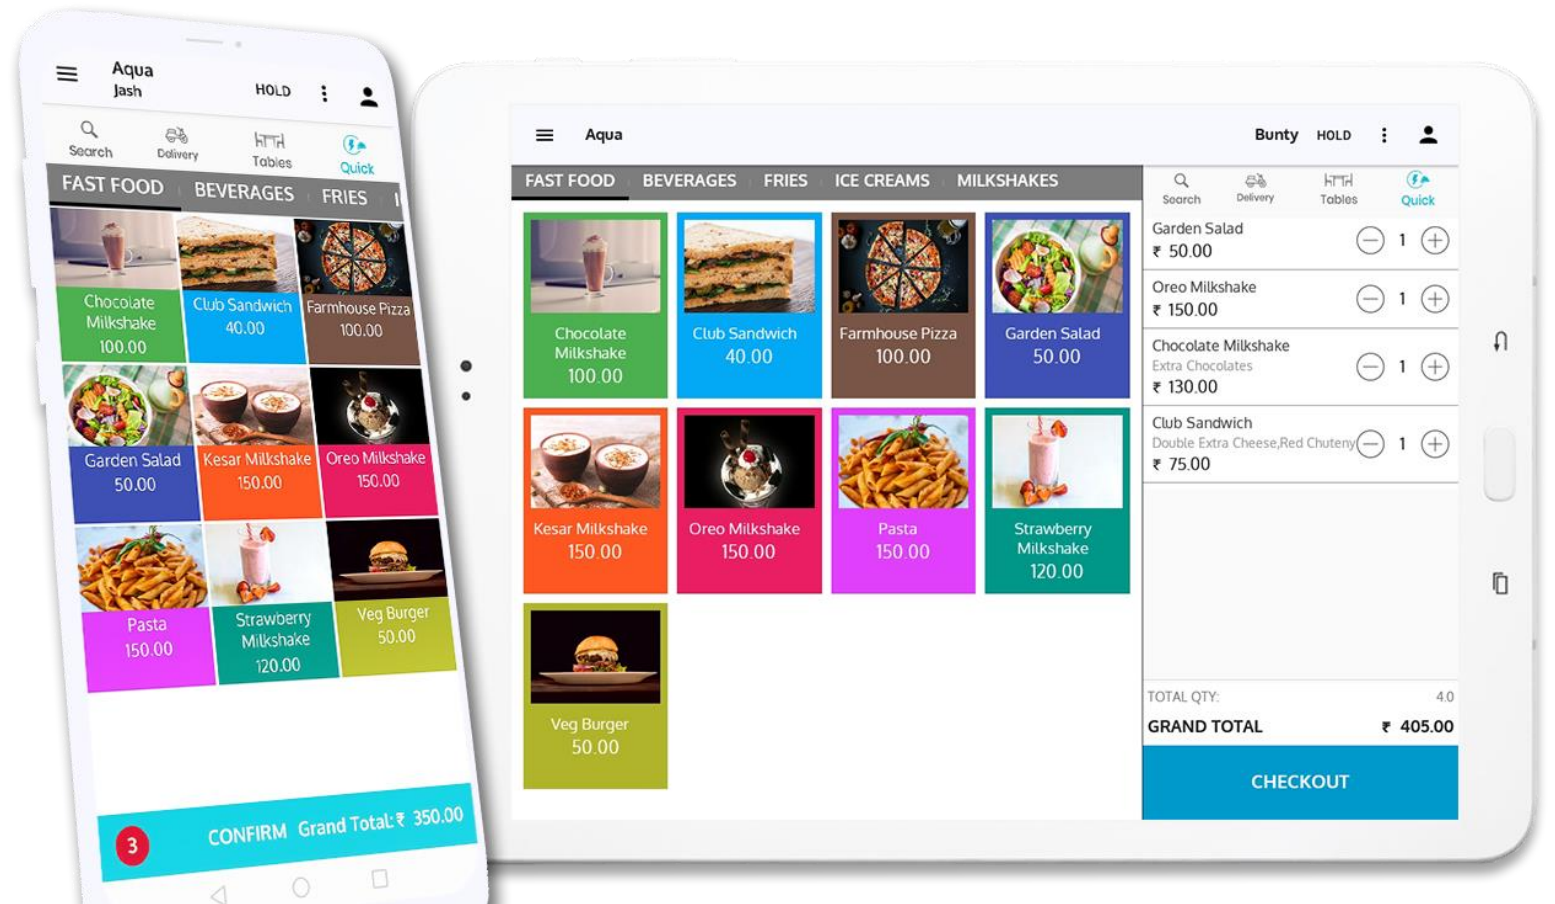 Aqua
Jash
HOLD
Search
Delivery
Tables
Quick
FAST FOOD
BEVERAGES
FRIES
Chocolate
Milkshake
100.00
Club Sandwich
40.00
Farmhouse Pizza
100.00
Garden Salad
50.00
Kesar Milkshake
150.00
Oreo Milkshake
150.00
Pasta
150.00
Strawberry
Milkshake
120.00
Veg Burger
50.00
3
CONFIRM Grand Total: ₹ 350.00
Aqua
Bunty HOLD
FAST FOOD
BEVERAGES
FRIES
ICE CREAMS
MILKSHAKES
Chocolate
Milkshake
100.00
Club Sandwich
40.00
Farmhouse Pizza
100.00
Garden Salad
50.00
Kesar Milkshake
150.00
Oreo Milkshake
150.00
Pasta
150.00
Strawberry
Milkshake
120.00
Veg Burger
50.00
Search
Delivery
Tables
Quick
Garden Salad
₹ 50.00
1
Oreo Milkshake
₹ 150.00
1
Chocolate Milkshake
Extra Chocolates
₹ 130.00
1
Club Sandwich
Double Extra Cheese,Red Chuteny
₹ 75.00
1
TOTAL QTY: 4.0
GRAND TOTAL ₹ 405.00
CHECKOUT